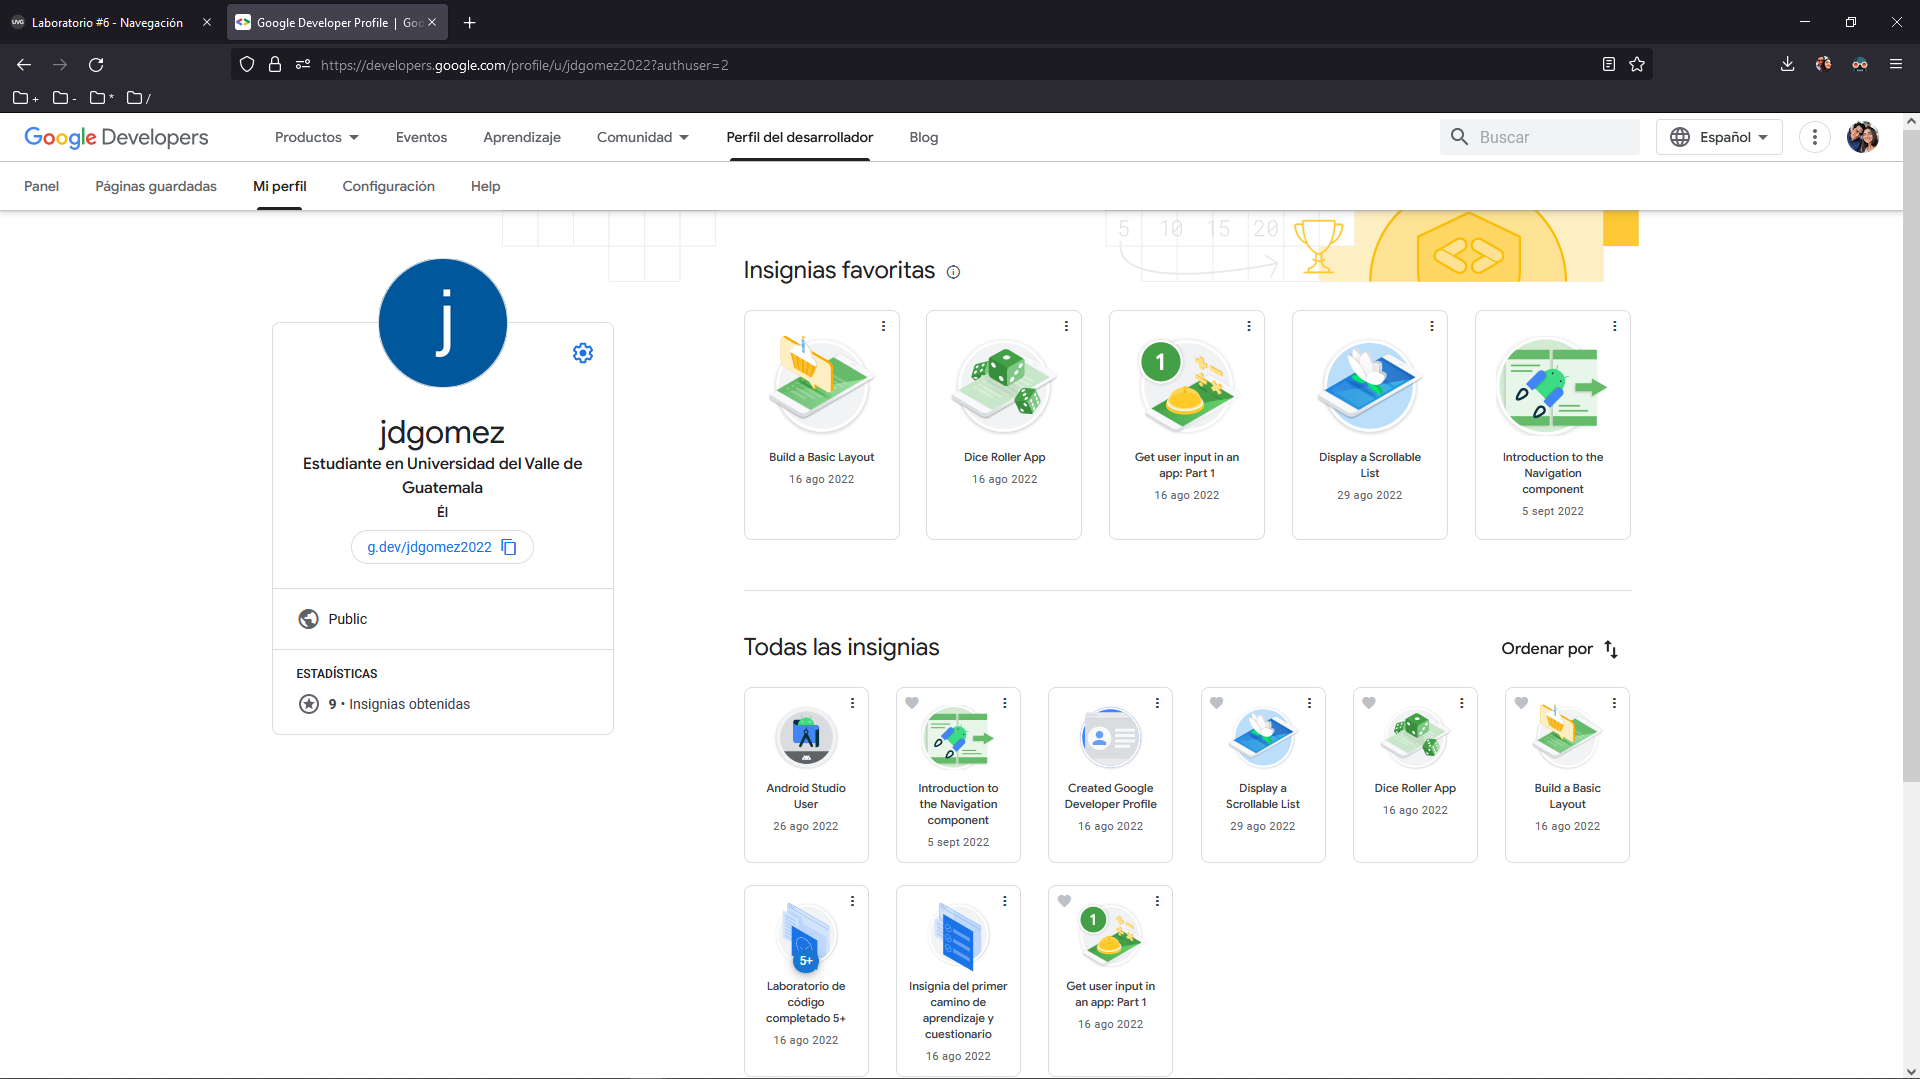 UVG Laboratorio #6 - Navegación
Google Developer Profile | Goo
https://developers.google.com/profile/u/jdgomez2022?authuser=2
+ - * /
Google Developers Productos Eventos Aprendizaje Comunidad Perfil del desarrollador Blog Buscar Español
Panel Páginas guardadas Mi perfil Configuración Help
5 10 15 20
Insignias favoritas
j
jdgomez
Estudiante en Universidad del Valle de
Guatemala
Él
g.dev/jdgomez2022
Public
ESTADÍSTICAS
9 • Insignias obtenidas
Build a Basic Layout
16 ago 2022
Dice Roller App
16 ago 2022
1
Get user input in an
app: Part 1
16 ago 2022
Display a Scrollable
List
29 ago 2022
Introduction to the
Navigation
component
5 sept 2022
Todas las insignias
Ordenar por
Android Studio
User
26 ago 2022
Introduction to
the Navigation
component
5 sept 2022
Created Google
Developer Profile
16 ago 2022
Display a
Scrollable List
29 ago 2022
Dice Roller App
16 ago 2022
Build a Basic
Layout
16 ago 2022
5+
Laboratorio de
código
completado 5+
16 ago 2022
Insignia del primer
camino de
aprendizaje y
cuestionario
16 ago 2022
1
Get user input in
an app: Part 1
16 ago 2022